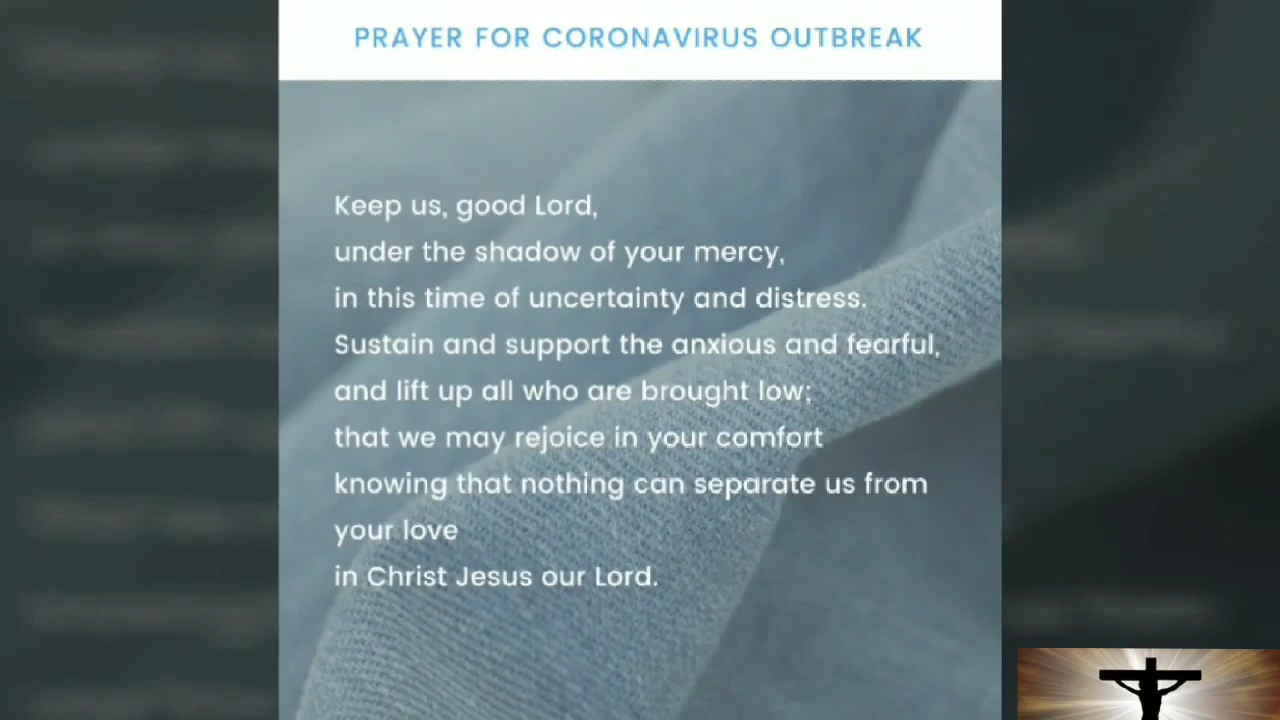 PRAYER FOR CORONAVIRUS OUTBREAK
Keep us, good Lord,
under the shadow of your mercy,
in this time of uncertainty and distress.
Sustain and support the anxious and fearful,
and lift up all who are brought low;
that we may rejoice in your comfort
knowing that nothing can separate us from
your love
in Christ Jesus our Lord.